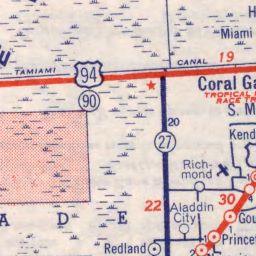 H
Miami
19
TAMIAMI
CANAL
94
90
Coral Ga
TROPICAL
RACE TR
S. M
20
27
Kend
Rich-
mond
22
30
Aladdin
City
Gou
A D E
Prince
Redland